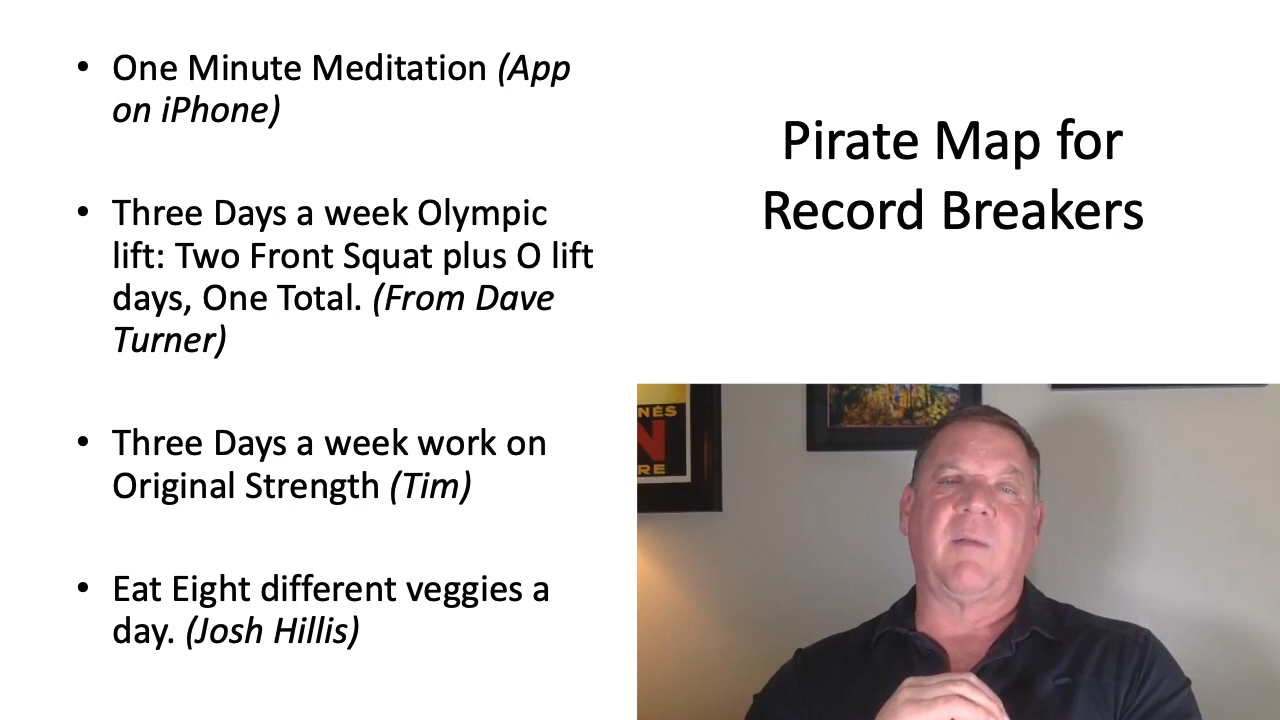 • One Minute Meditation (App
on iPhone)
• Three Days a week Olympic
lift: Two Front Squat plus O lift
days, One Total. (From Dave
Turner)
• Three Days a week work on
Original Strength (Tim)
• Eat Eight different veggies a
day. (Josh Hillis)
Pirate Map for
Record Breakers
NÉS
N
RE